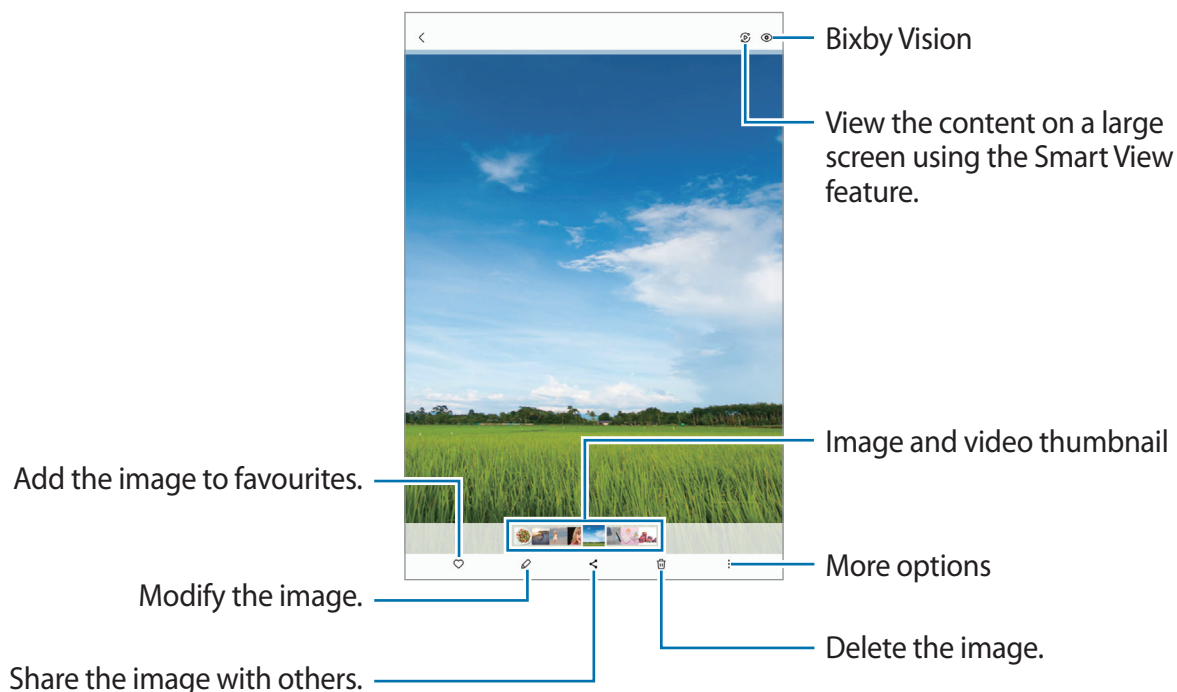 Bixby Vision
View the content on a large
screen using the Smart View
feature.
Image and video thumbnail
Add the image to favourites.
More options
Modify the image.
Delete the image.
Share the image with others.